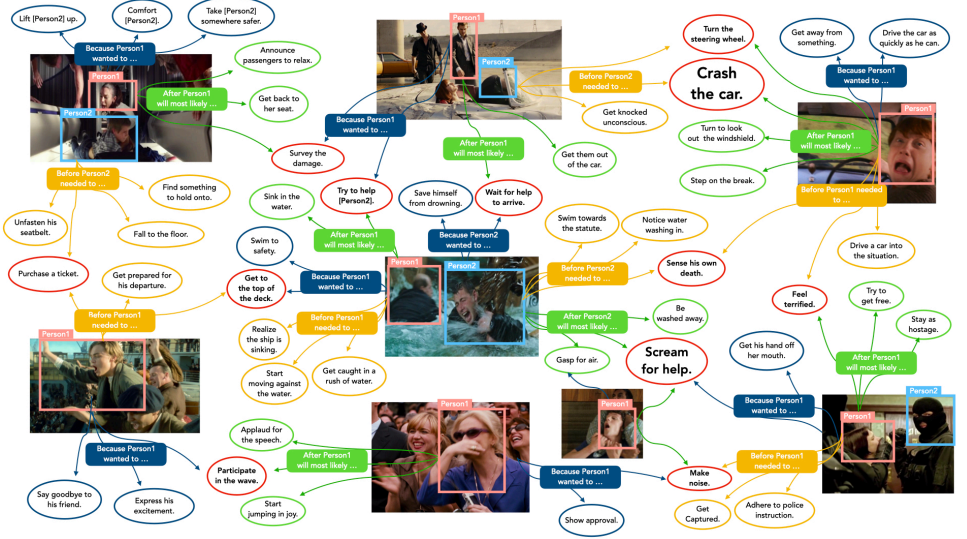 Lift [Person2] up.
Comfort
[Person2].
Take [Person2]
somewhere safer.
Because Person1
wanted to ...
Person1
Person2
Announce
passengers to relax.
After Person1
will most likely ...
Get back to
her seat.
Survey the
damage.
Before Person2
needed to ...
Find something
to hold onto.
Unfasten his
seatbelt.
Fall to the floor.
Purchase a ticket.
Person1
Person2
Because Person1
wanted to ...
Before Person2
needed to ...
Turn the
steering wheel.
Crash
the car.
Get knocked
unconscious.
After Person1
will most likely ...
Get them out
of the car.
Try to help
[Person2].
Wait for help
to arrive.
Get away from
something.
Drive the car as
quickly as he can.
Because Person1
wanted to ...
Person1
Turn to look
out the windshield.
After Person1
will most likely ...
Step on the break.
Before Person1 needed
to ...
Drive a car into
the situation.
Sense his own
death.
Feel
terrified.
Sink in the
water.
Save himself
from drowning.
After Person1
will most likely ...
Because Person2
wanted to ...
Swim to
safety.
Because Person1
wanted to ...
Get to
the top of
the deck.
Person1
Person2
Swim towards
the statute.
Notice water
washing in.
Before Person2
needed to ...
Before Person1
needed to ...
Realize
the ship is
sinking.
Start
moving against
the water.
Get caught in a
rush of water.
After Person2
will most likely ...
Be
washed away.
Gasp for air.
Scream
for help.
Get prepared for
his departure.
Before Person1
needed to ...
Person1
Because Person1
wanted to ...
Say goodbye to
his friend.
Express his
excitement.
Applaud for
the speech.
After Person1
will most likely ...
Participate
in the wave.
Start
jumping in joy.
Person1
Because Person1
wanted to ...
Show approval.
Make
noise.
Person1
Try to
get free.
Stay as
hostage.
After Person1
will most likely ...
Get his hand off
her mouth.
Because Person1
wanted to ...
Person1
Person2
Before Person1
needed to ...
Get
Captured.
Adhere to police
instruction.